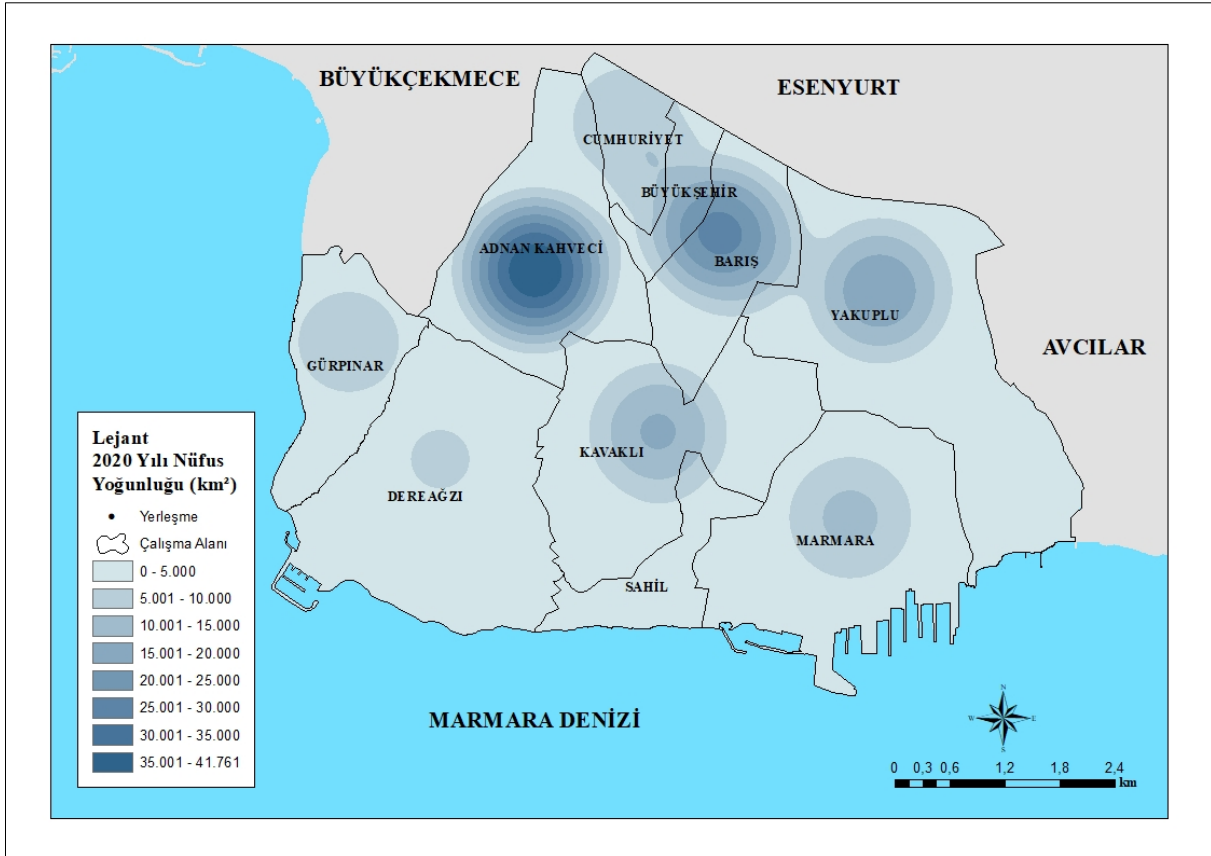 BÜYÜKÇEKMECE
ESENYURT
CUMHURİYET
BÜYÜKŞEHİR
ADNAN KAHVECİ
BARIŞ
YAKUPLU
AVCILAR
GÜRPINAR
KAVAKLI
DEREAĞZI
MARMARA
SAHİL
MARMARA DENİZİ
Lejant
2020 Yılı Nüfus
Yoğunluğu (km²)
Yerleşme
Çalışma Alanı
0 - 5.000
5.001 - 10.000
10.001 - 15.000
15.001 - 20.000
20.001 - 25.000
25.001 - 30.000
30.001 - 35.000
35.001 - 41.761
N
W E
S
0 0,3 0,6 1,2 1,8 2,4
km